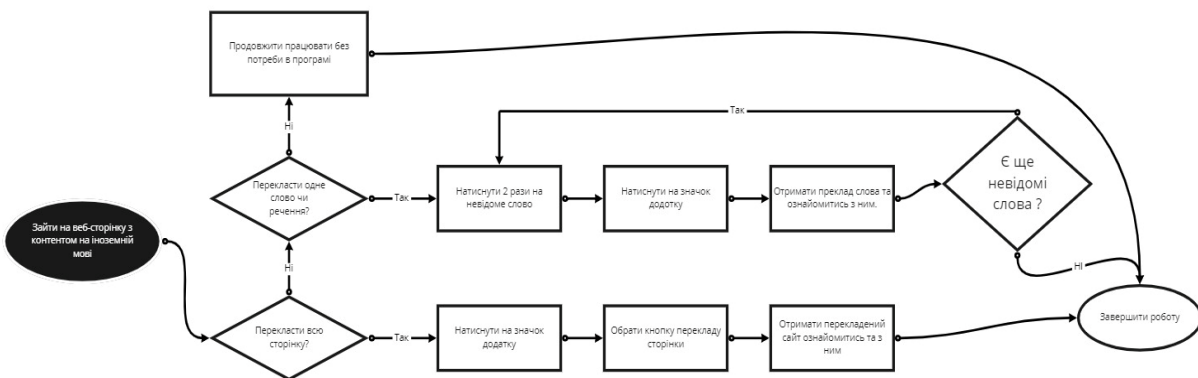 Продовжити працювати без
потреби в програмі
Так
Ні
Є ще
невідомі
слова ?
Перекласти одне
слово чи
речення?
Так
Натиснути 2 рази на
невідоме слово
Натиснути на значок
додотку
Отримати преклад слова та
ознайомитись з ним.
Зайти на веб-сторінку з
контентом на іноземній
мові
Ні
НІ
Перекласти всю
сторінку?
Так
Натиснути на значок
додатку
Обрати кнопку перекладу
сторінки
Отримати перекладений
сайт ознайомитись та з
ним
Завершити роботу